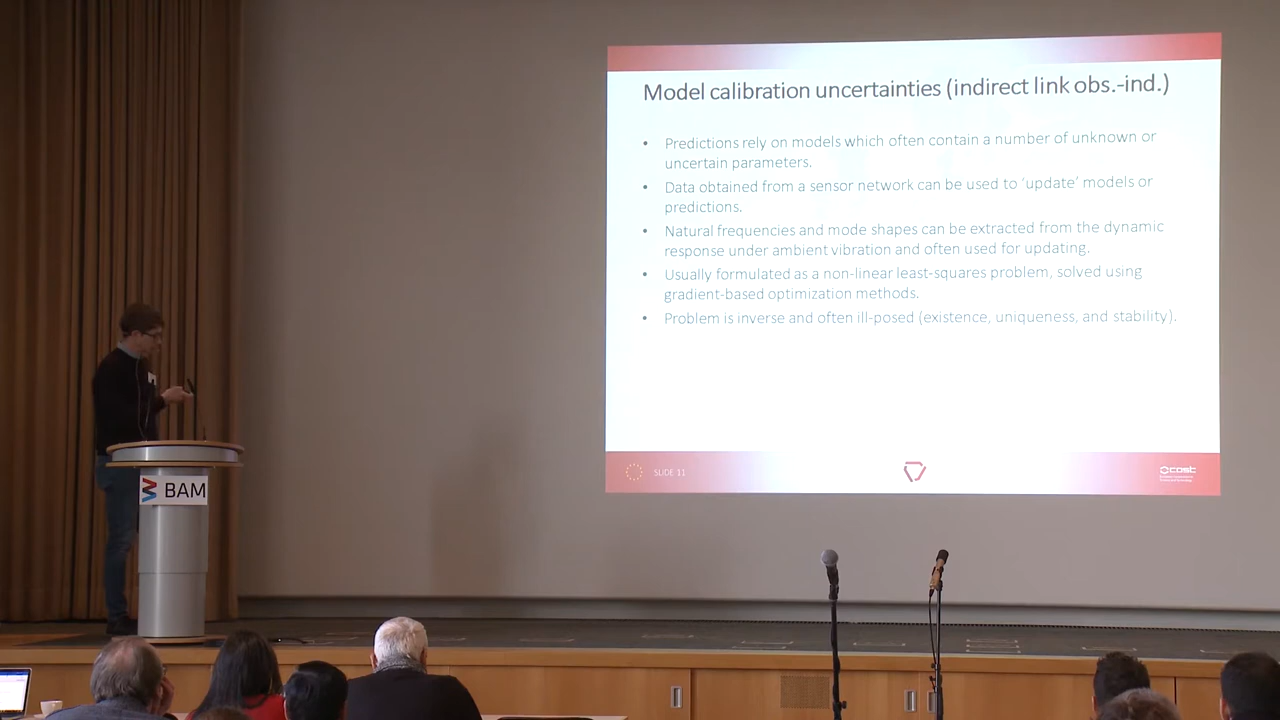 Model calibration uncertainties (indirect link obs.-ind.)
• Predictions rely on models which often contain a number of unknown or
uncertain parameters.
• Data obtained from a sensor network can be used to ‘update’ models or
predictions.
• Natural frequencies and mode shapes can be extracted from the dynamic
response under ambient vibration and often used for updating.
• Usually formulated as a non-linear least-squares problem, solved using
gradient-based optimization methods.
• Problem is inverse and often ill-posed (existence, uniqueness, and stability).
SLIDE 11
cost
BAM